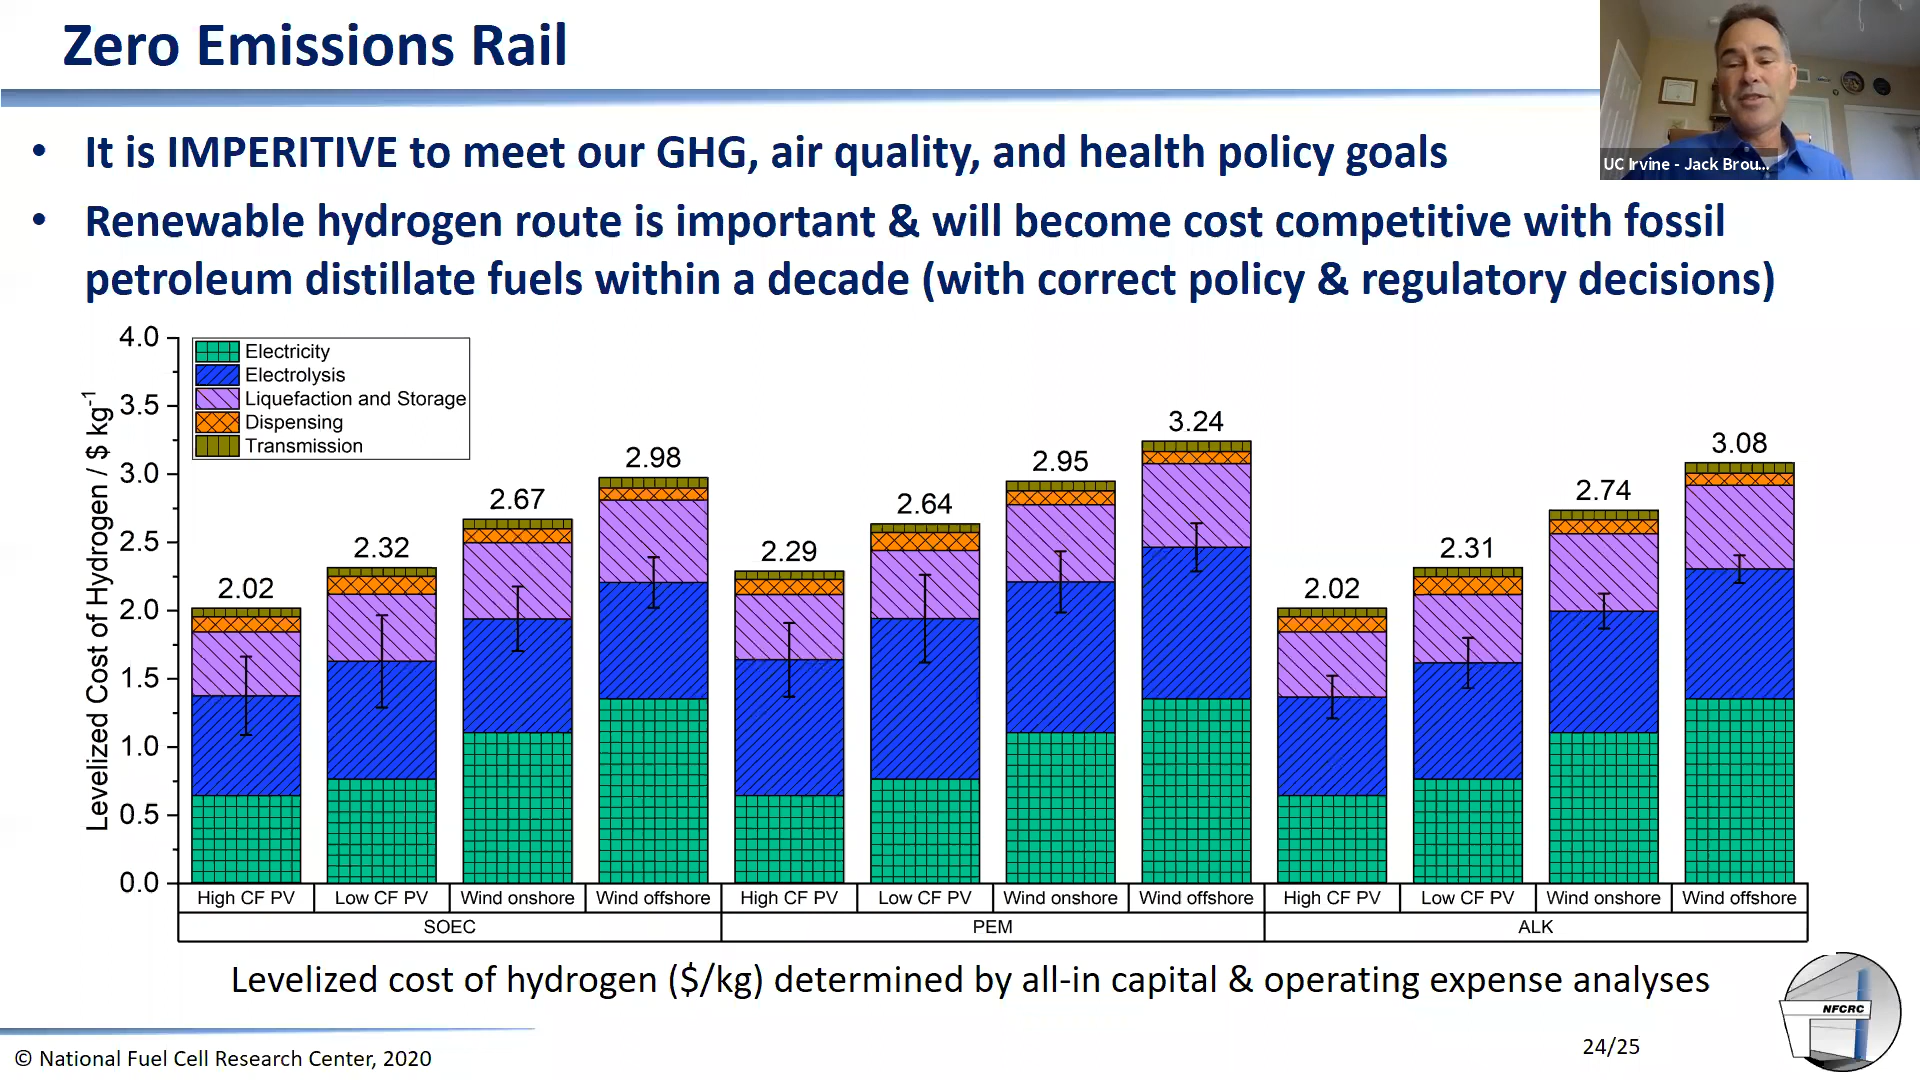 Zero Emissions Rail
UC Irvine - Jack Brou...
• It is IMPERITIVE to meet our GHG, air quality, and health policy goals
• Renewable hydrogen route is important & will become cost competitive with fossil
petroleum distillate fuels within a decade (with correct policy & regulatory decisions)
Levelized Cost of Hydrogen / $ kg-1
4.0
3.5
3.0
2.5
2.0
1.5
1.0
0.5
0.0
Electricity
Electrolysis
Liquefaction and Storage
Dispensing
Transmission
2.02 2.32 2.67 2.98 2.29 2.64 2.95 3.24 2.02 2.31 2.74 3.08
High CF PV Low CF PV Wind onshore Wind offshore High CF PV Low CF PV Wind onshore Wind offshore High CF PV Low CF PV Wind onshore Wind offshore
SOEC PEM ALK
Levelized cost of hydrogen ($/kg) determined by all-in capital & operating expense analyses
NFCRC
© National Fuel Cell Research Center, 2020
24/25